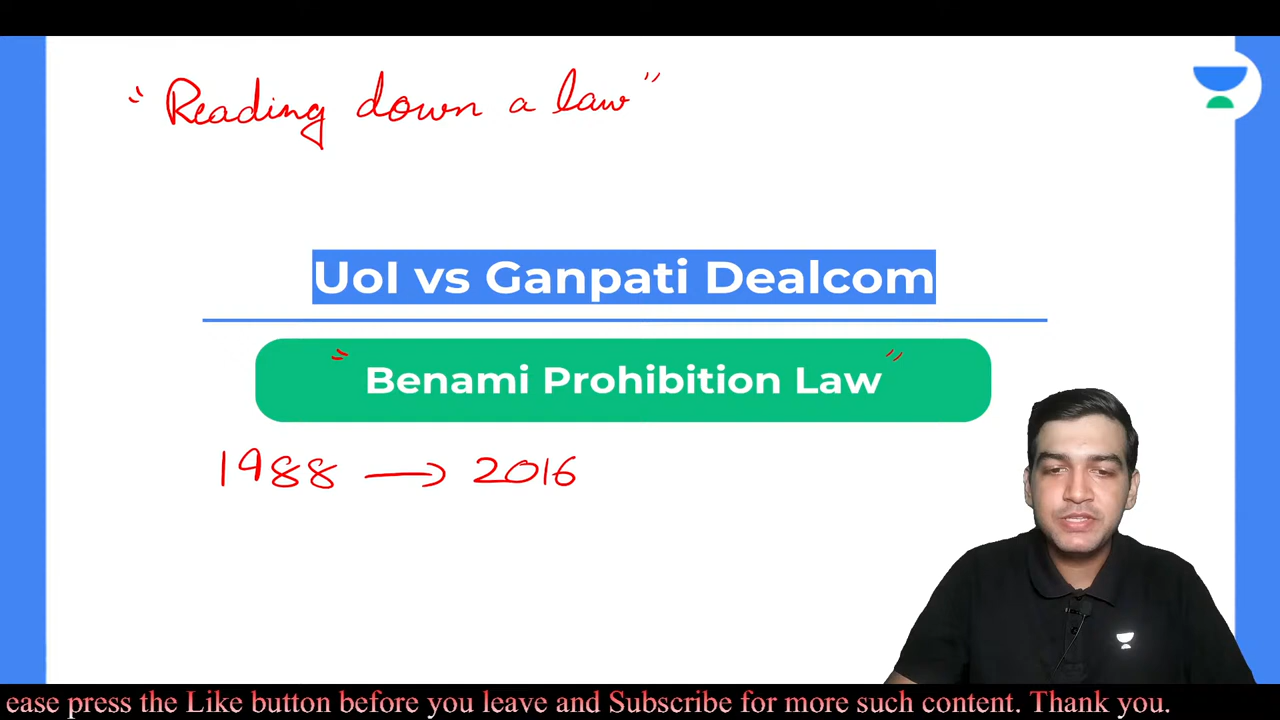 "Reading down a law"
UoI vs Ganpati Dealcom
"Benami Prohibition Law"
1988 → 2016
ease press the Like button before you leave and Subscribe for more such content. Thank you.